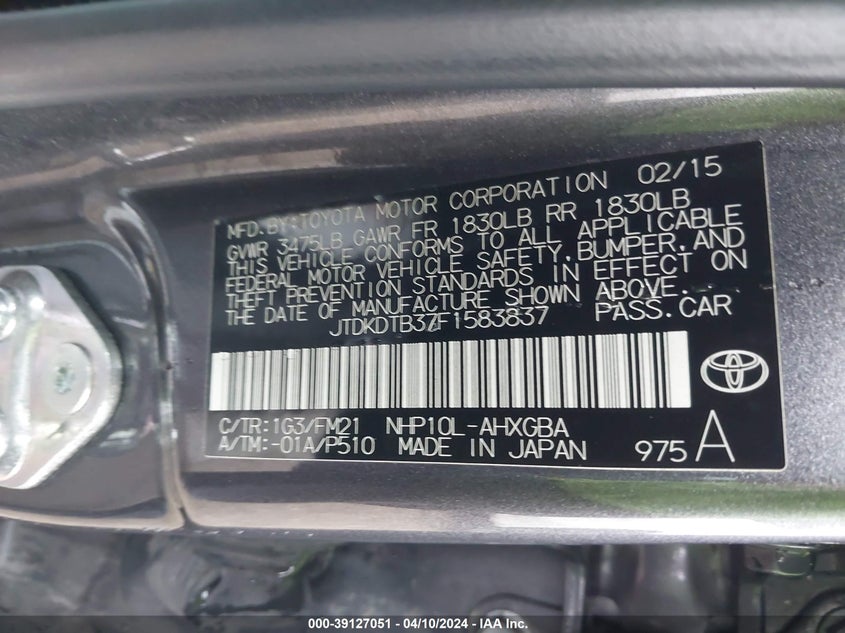 MFD.BY:TOYOTA MOTOR CORPORATION 02/15
GVWR 3475LB GAWR FR 1830LB RR 1830LB
THIS VEHICLE CONFORMS TO ALL APPLICABLE
FEDERAL MOTOR VEHICLE SAFETY,BUMPER,AND
THEFT PREVENTION STANDARDS IN EFFECT ON
THE DATE OF MANUFACTURE SHOWN ABOVE.
JTDKDTB37F1583837 PASS.CAR
C/TR:1G3/FM21 NHP10L-AHXGBA
A/TM:-01A/P510 MADE IN JAPAN 975A
000-39127051 - 04/10/2024 - IAA Inc.